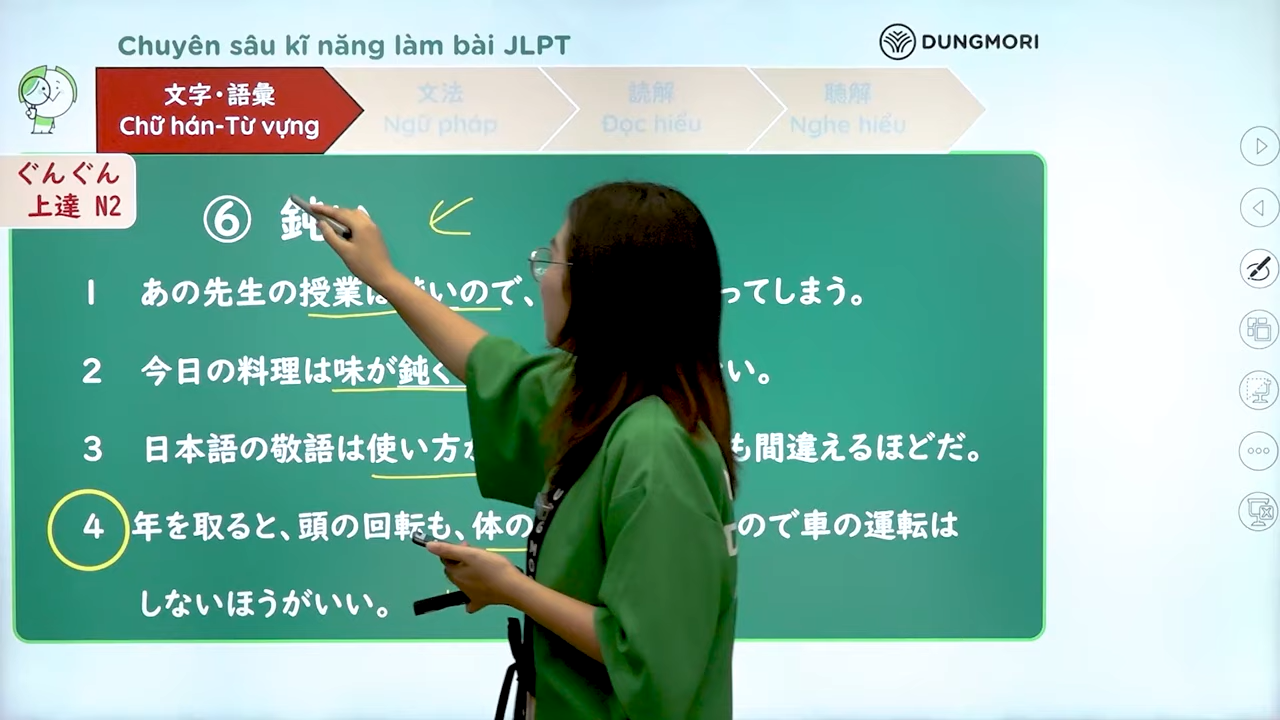 Chuyên sâu kĩ năng làm bài JLPT
DUNGMORI
文字・語彙
Chữ hán-Từ vựng
文法
Ngữ pháp
読解
Đọc hiểu
聴解
Nghe hiểu
ぐんぐん
上達 N2
⑥ 鈍
1 あの先生の授業は いので、 ってしまう。
2 今日の料理は味が鈍く い。
3 日本語の敬語は使い方 も間違えるほどだ。
4 年を取ると、頭の回転も、体の ので車の運転は
しないほうがいい。